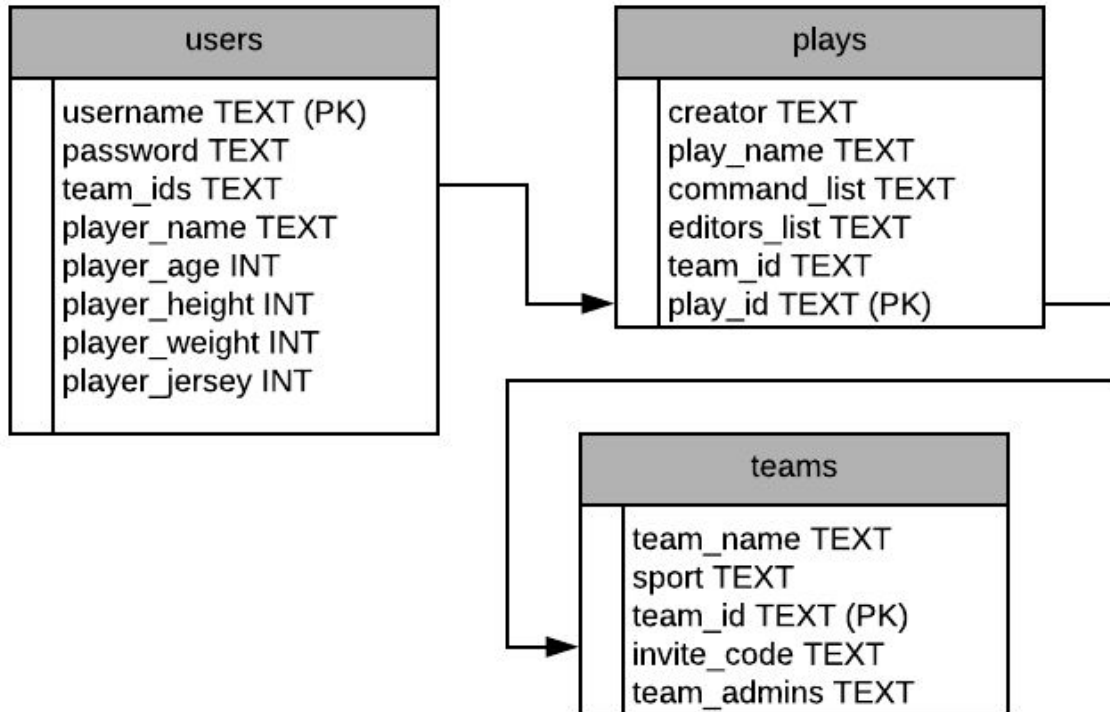 users
username TEXT (PK)
password TEXT
team_ids TEXT
player_name TEXT
player_age INT
player_height INT
player_weight INT
player_jersey INT
plays
creator TEXT
play_name TEXT
command_list TEXT
editors_list TEXT
team_id TEXT
play_id TEXT (PK)
teams
team_name TEXT
sport TEXT
team_id TEXT (PK)
invite_code TEXT
team_admins TEXT